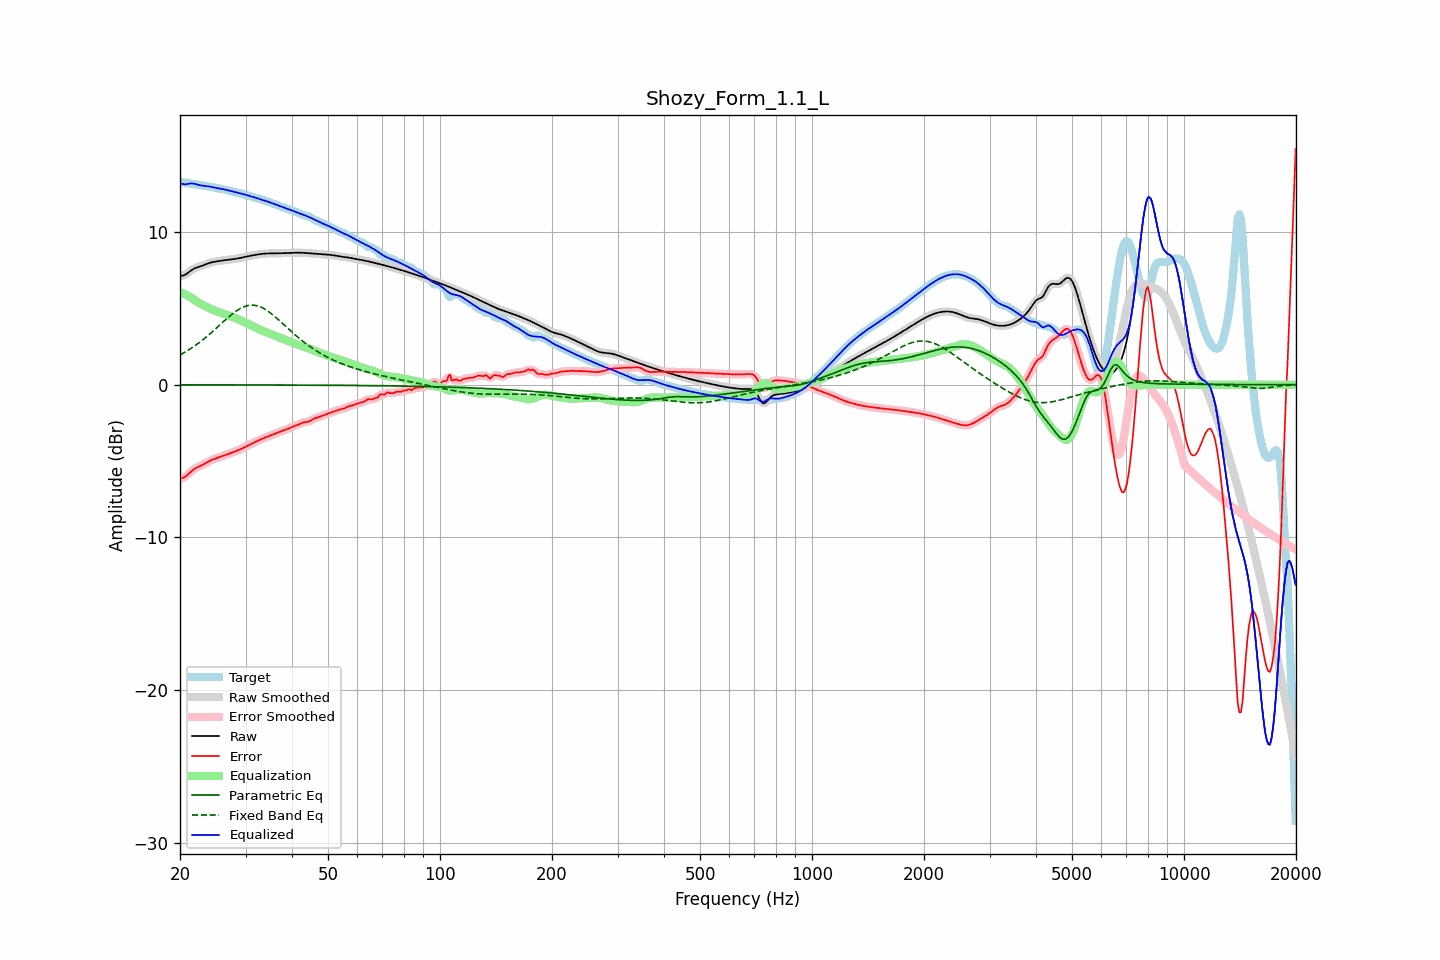 Shozy_Form_1.1_L
Amplitude (dBr)
10
0
−10
−20
−30
Target
Raw Smoothed
Error Smoothed
Raw
Error
Equalization
Parametric Eq
Fixed Band Eq
Equalized
20 50 100 200 500 1000 2000 5000 10000 20000
Frequency (Hz)